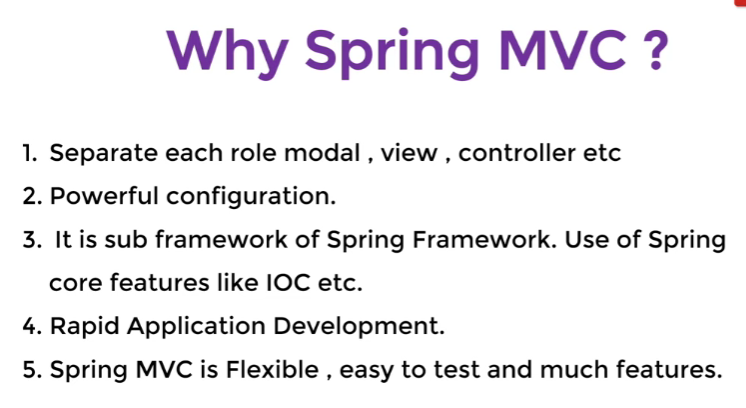 Why Spring MVC ?
1. Separate each role modal , view , controller etc
2. Powerful configuration.
3. It is sub framework of Spring Framework. Use of Spring
core features like IOC etc.
4. Rapid Application Development.
5. Spring MVC is Flexible , easy to test and much features.